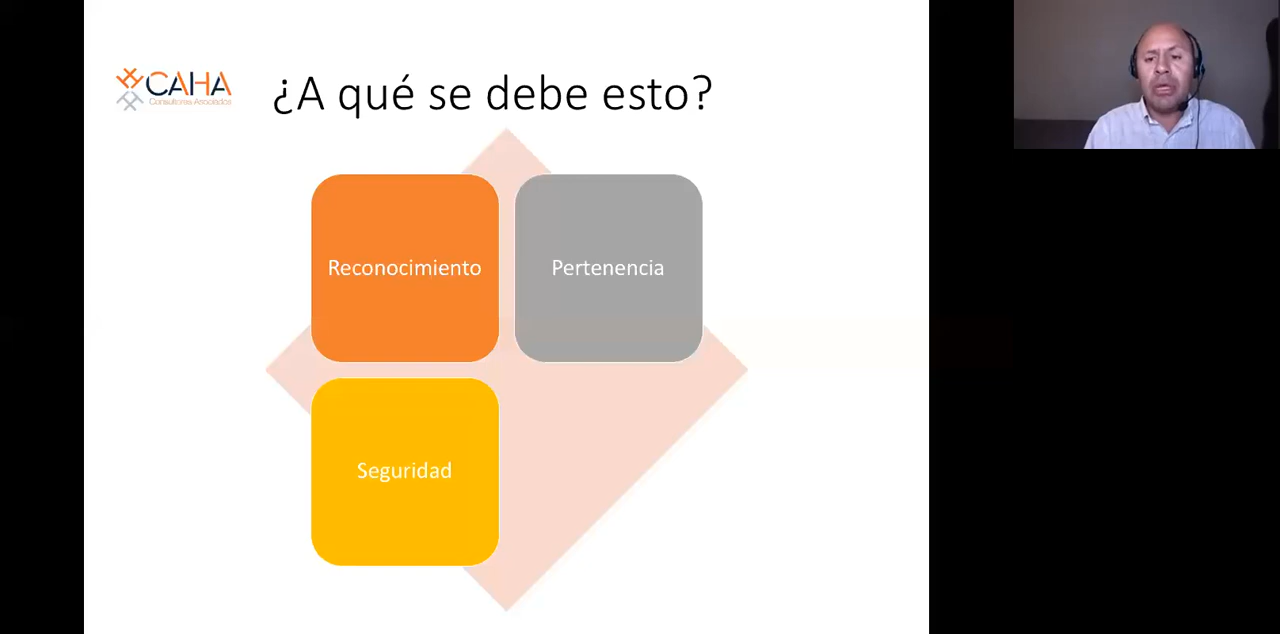 CAHA
Consultores Asociados
¿A qué se debe esto?
Reconocimiento
Pertenencia
Seguridad